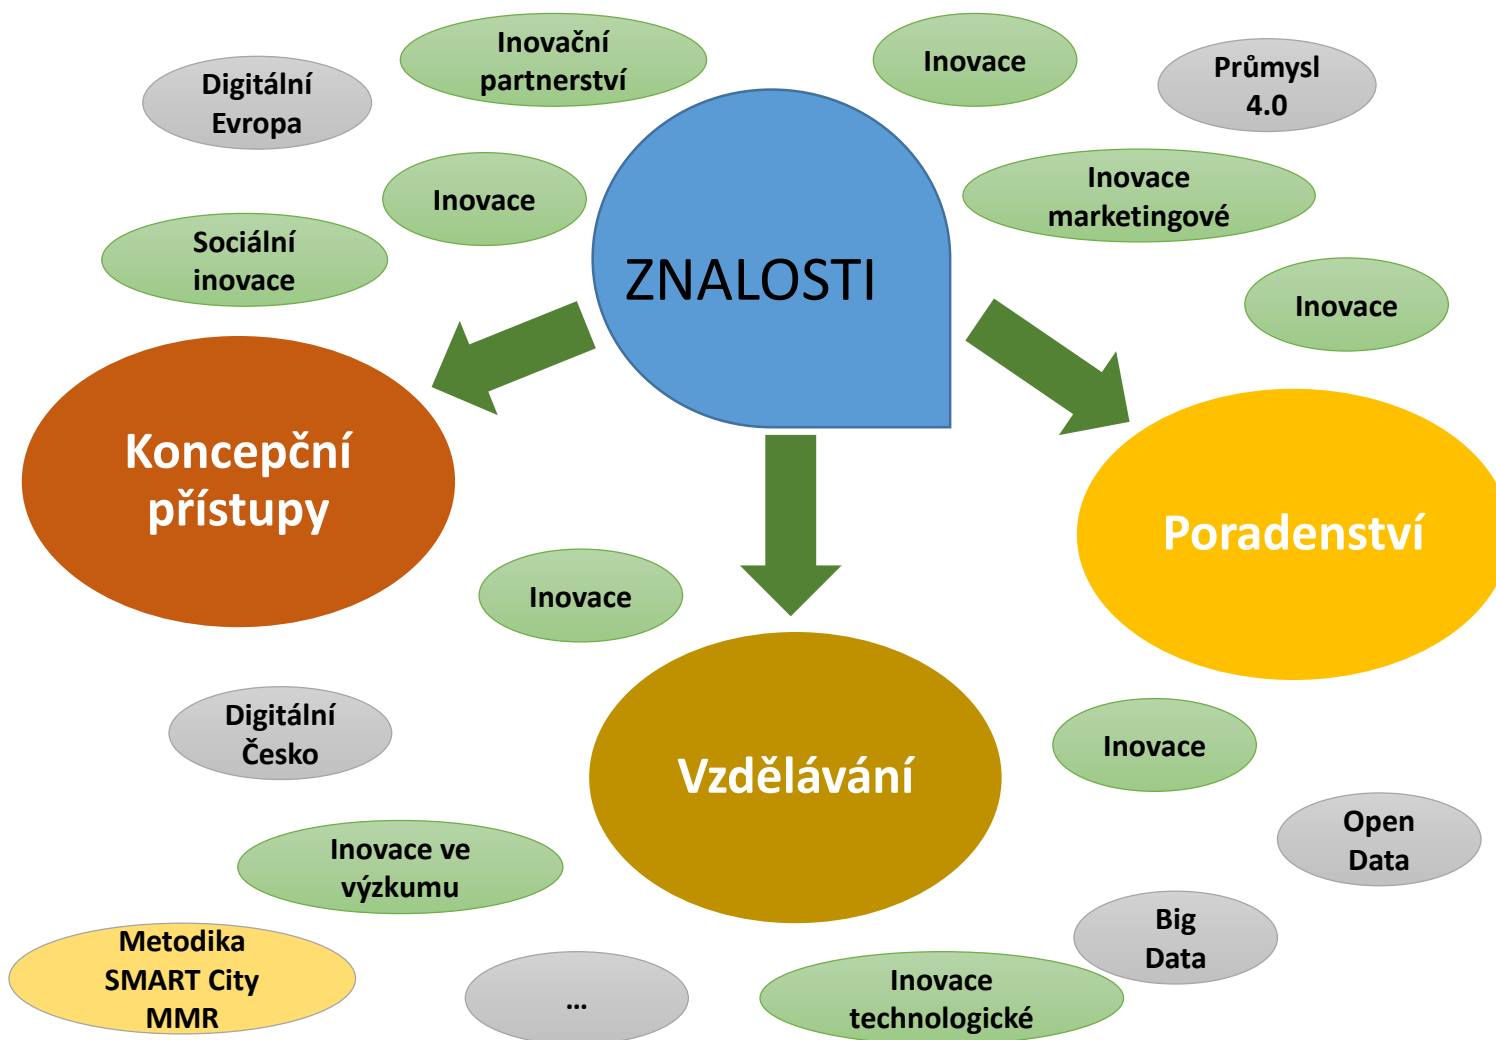 Inovační
partnerství
Inovace
Průmysl
4.0
Digitální
Evropa
Inovace
Inovace
marketingové
Sociální
inovace
ZNALOSTI
Inovace
Koncepční
přístupy
Poradenství
Inovace
Digitální
Česko
Vzdělávání
Inovace
Open
Data
Inovace ve
výzkumu
Big
Data
Metodika
SMART City
MMR
...
Inovace
technologické